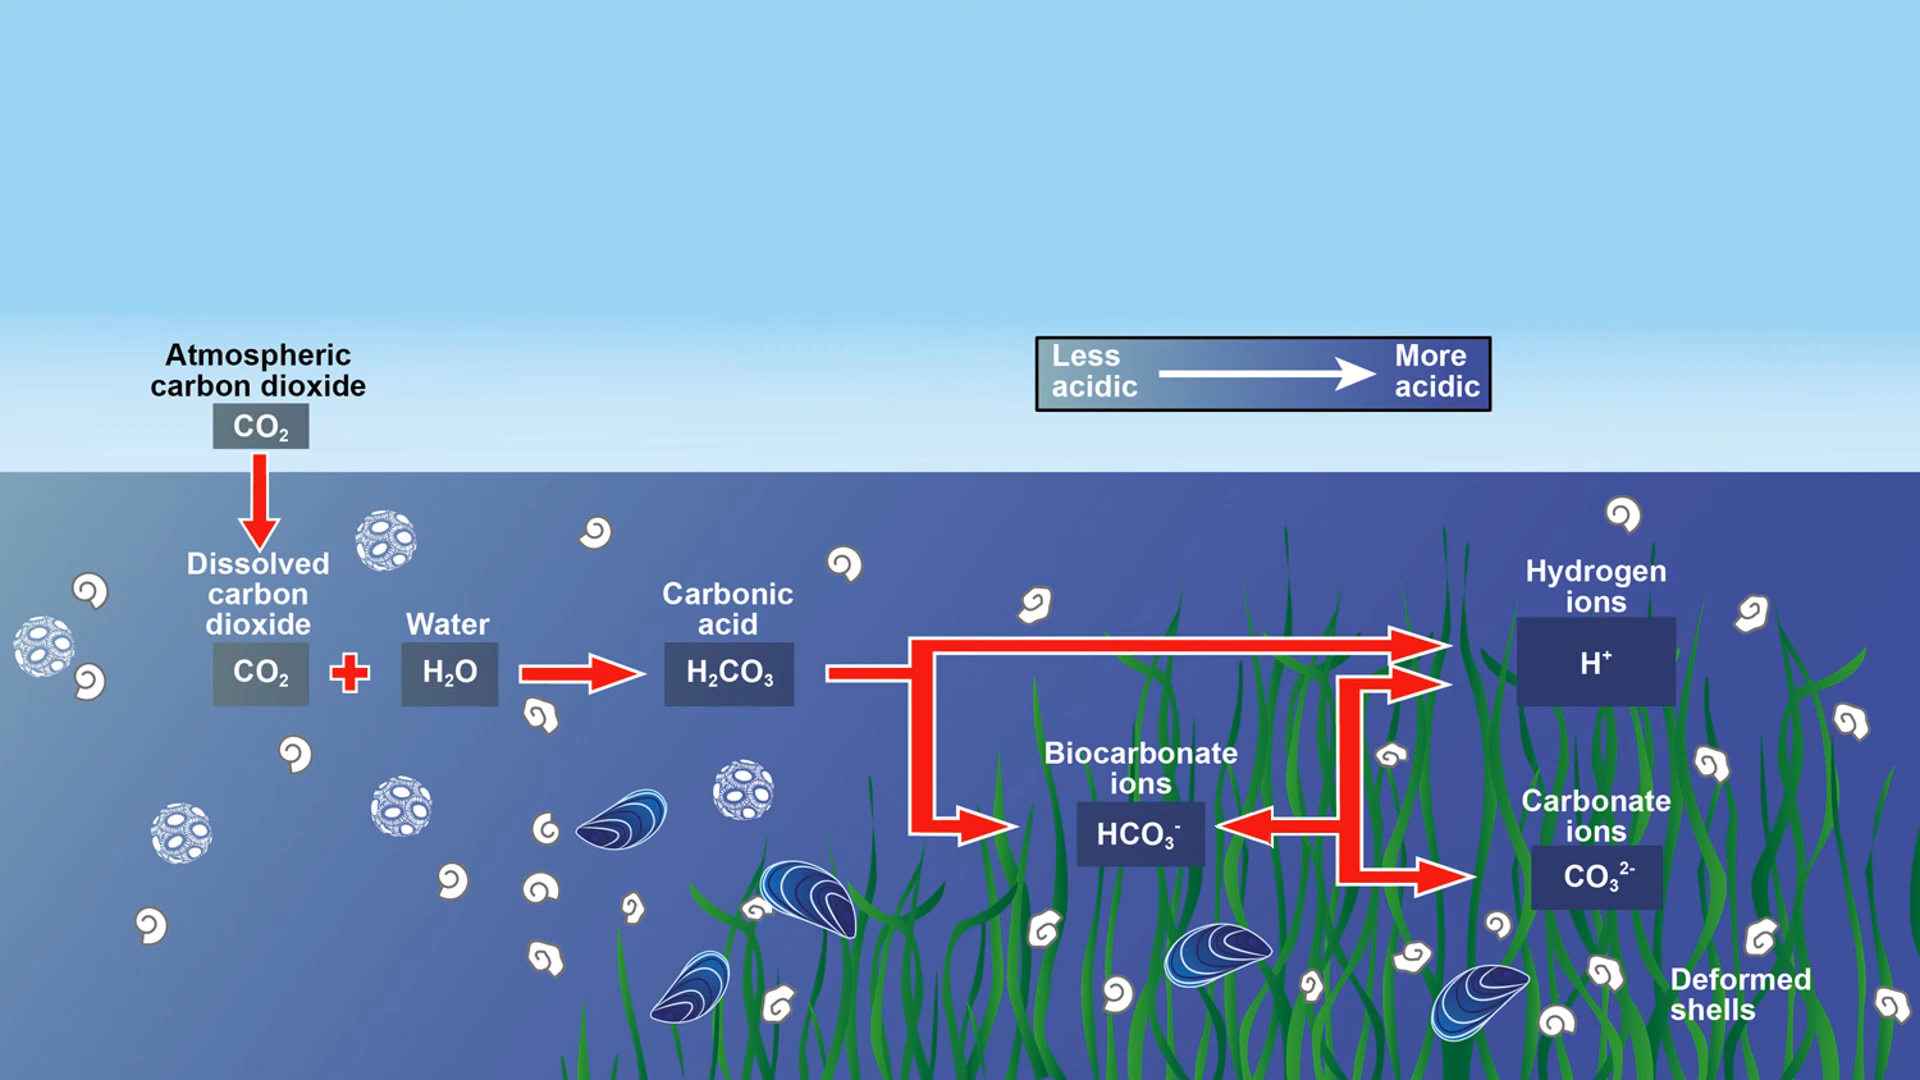 Atmospheric
carbon dioxide
CO₂
Less
acidic
More
acidic
Dissolved
carbon
dioxide
CO₂
+
Water
H₂O
Carbonic
acid
H₂CO₃
Hydrogen
ions
H⁺
Biocarbonate
ions
HCO₃⁻
Carbonate
ions
CO₃²⁻
Deformed
shells